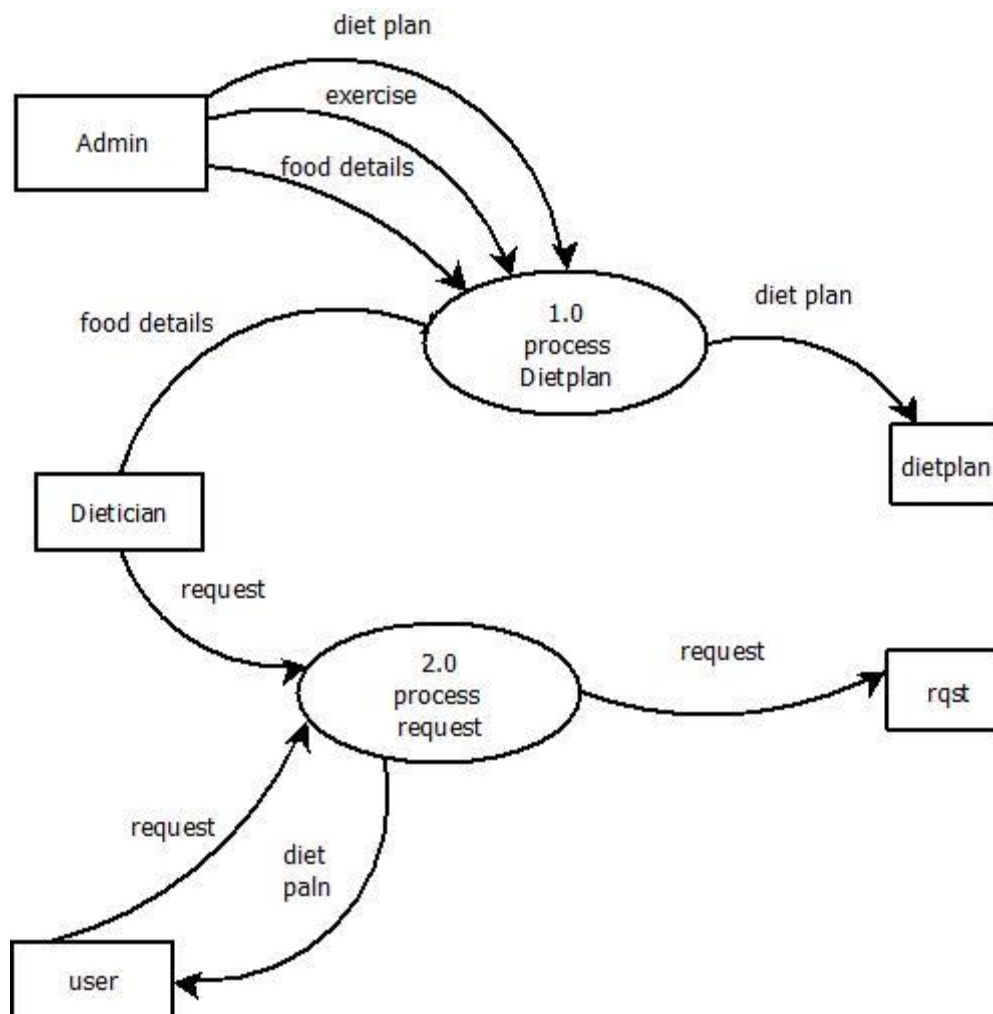 diet plan
exercise
Admin
food details
food details
1.0
process
Dietplan
diet plan
dietplan
Dietician
request
2.0
process
request
request
rqst
request
diet
paln
user